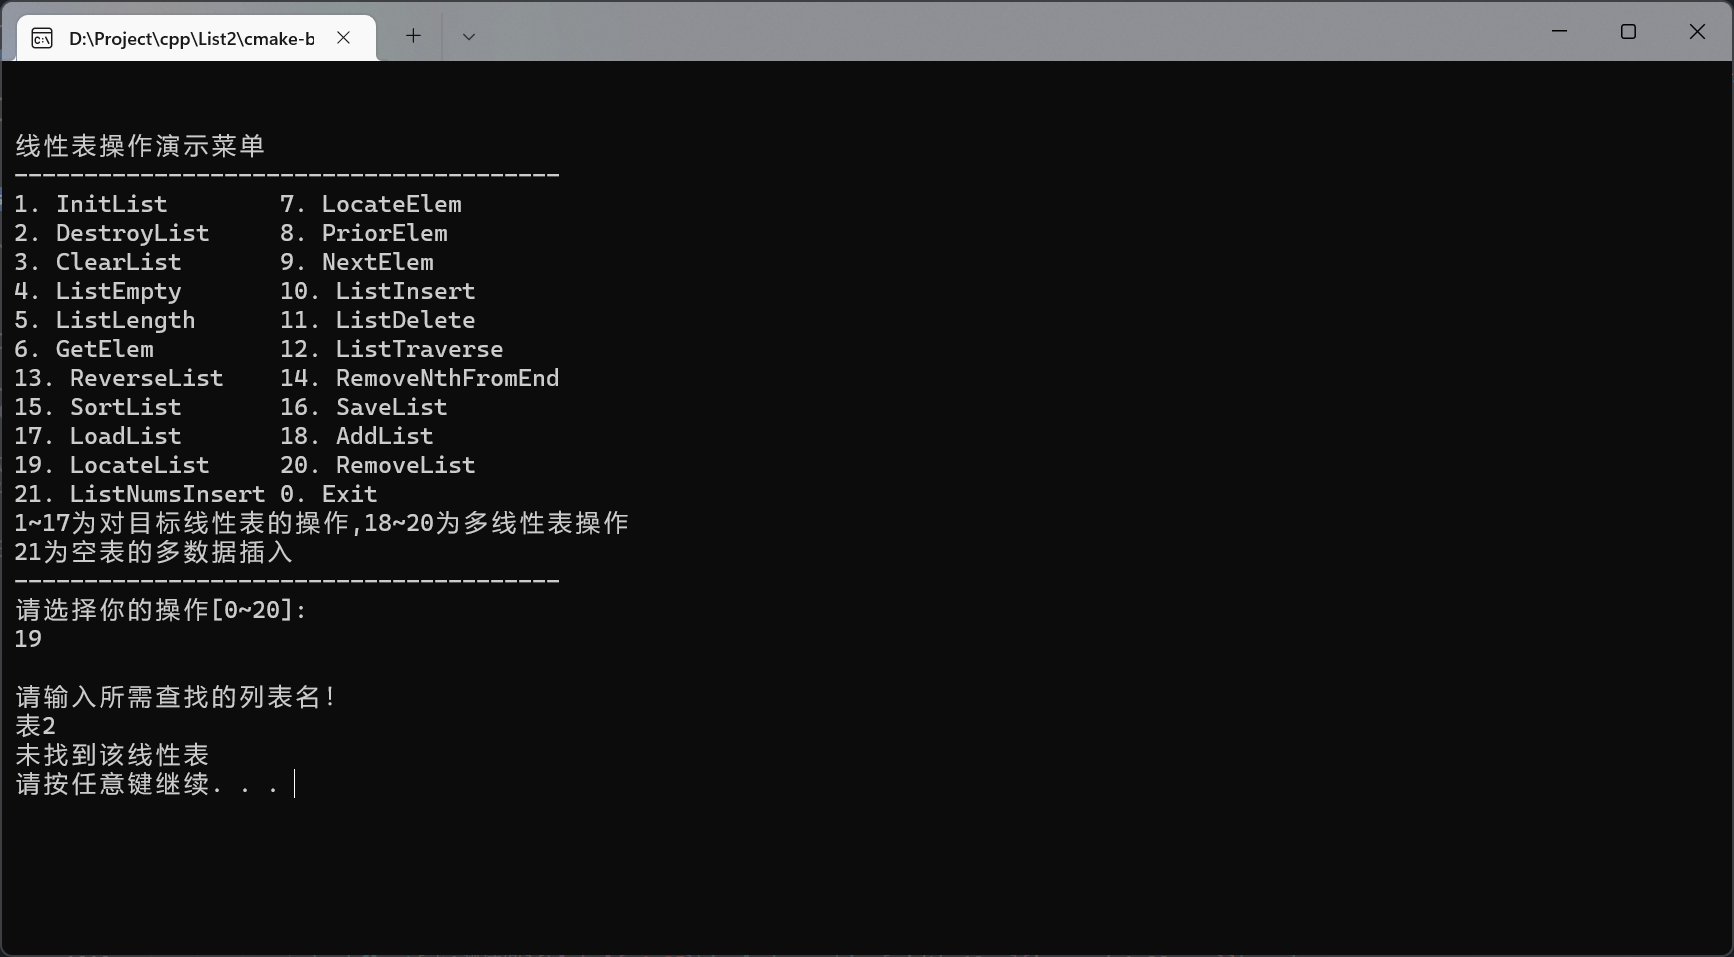 D:\Project\cpp\List2\cmake-b
线性表操作演示菜单
---------------------------------------
1. InitList 7. LocateElem
2. DestroyList 8. PriorElem
3. ClearList 9. NextElem
4. ListEmpty 10. ListInsert
5. ListLength 11. ListDelete
6. GetElem 12. ListTraverse
13. ReverseList 14. RemoveNthFromEnd
15. SortList 16. SaveList
17. LoadList 18. AddList
19. LocateList 20. RemoveList
21. ListNumsInsert 0. Exit
1~17为对目标线性表的操作,18~20为多线性表操作
21为空表的多数据插入
---------------------------------------
请选择你的操作[0~20]:
19
请输入所需查找的列表名!
表2
未找到该线性表
请按任意键继续. . .